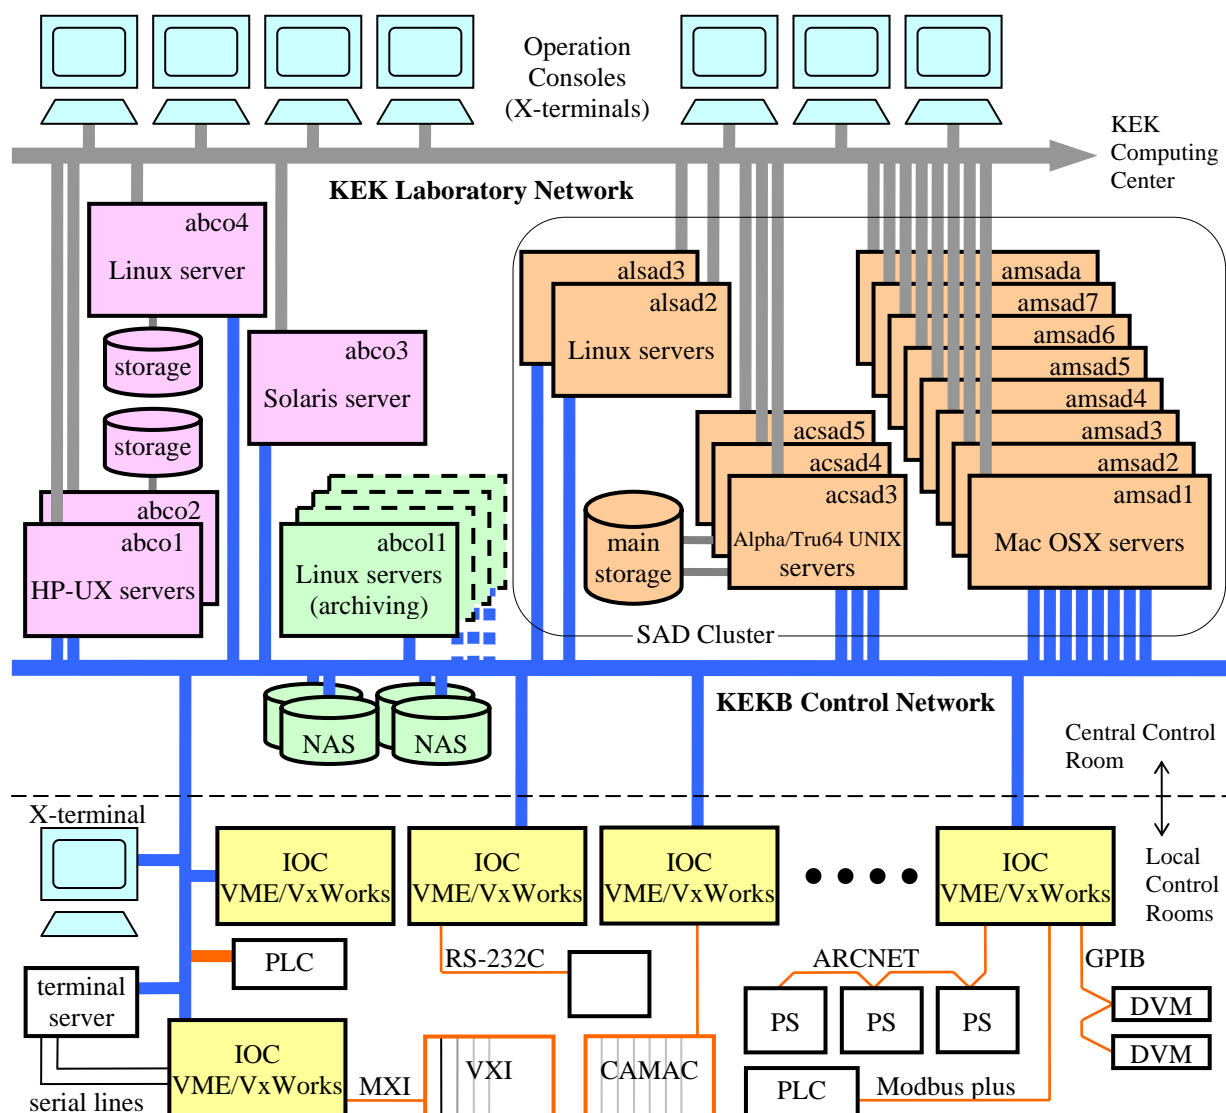 Operation
Consoles
(X-terminals)
KEK
Computing
Center
KEK Laboratory Network
abco4
Linux server
storage
storage
abco3
Solaris server
abco2
abco1
HP-UX servers
abcol1
Linux servers
(archiving)
alsad3
alsad2
Linux servers
acsad5
acsad4
acsad3
Alpha/Tru64 UNIX
servers
main
storage
amsada
amsad7
amsad6
amsad5
amsad4
amsad3
amsad2
amsad1
Mac OSX servers
SAD Cluster
KEKB Control Network
NAS
NAS
Central Control
Room
Local
Control
Rooms
X-terminal
IOC
VME/VxWorks
IOC
VME/VxWorks
IOC
VME/VxWorks
IOC
VME/VxWorks
PLC
RS-232C
ARCNET
GPIB
terminal
server
PS
PS
PS
DVM
DVM
IOC
VME/VxWorks
serial lines
MXI
VXI
CAMAC
PLC
Modbus plus